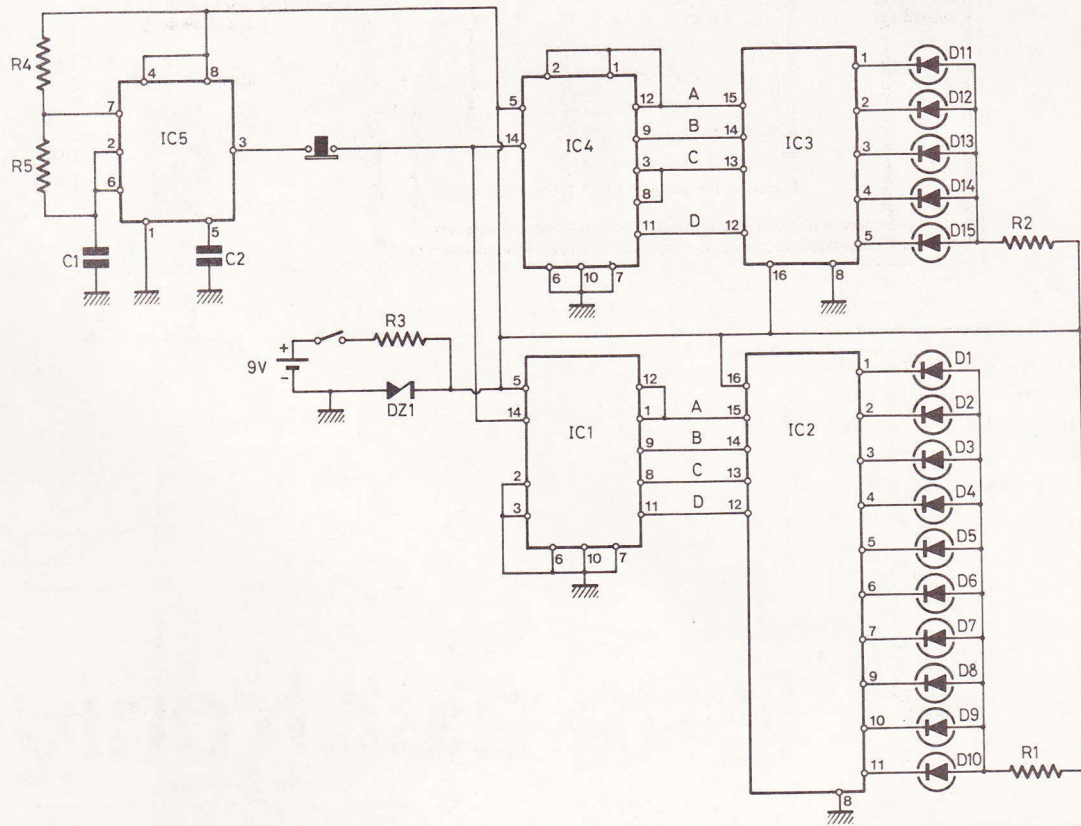 R4
R5
C1
C2
IC5
4
8
7
2
6
3
1
5
IC4
2
1
5
14
12
9
3
8
11
6
10
7
A
B
C
D
IC3
15
14
13
12
16
8
1
2
3
4
5
D11
D12
D13
D14
D15
R2
9V
+
-
R3
DZ1
IC1
5
14
2
3
12
1
9
8
11
6
10
7
A
B
C
D
IC2
16
15
14
13
12
8
1
2
3
4
5
6
7
9
10
11
D1
D2
D3
D4
D5
D6
D7
D8
D9
D10
R1